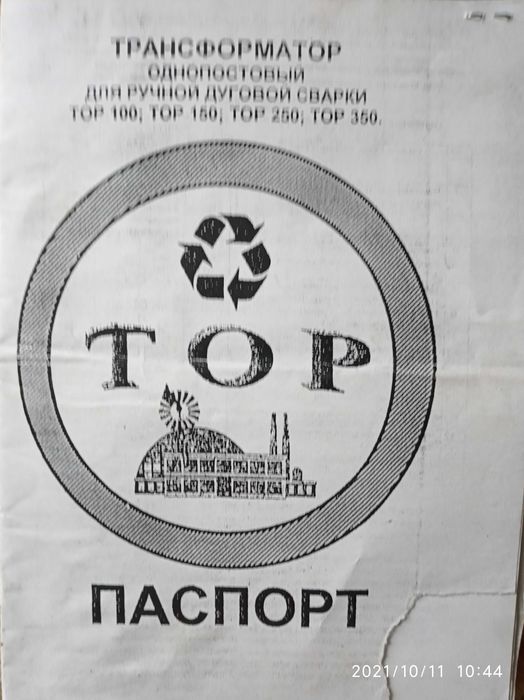 ТРАНСФОРМАТОР
ОДНОПОСТОВЫЙ
ДЛЯ РУЧНОЙ ДУГОВОЙ СВАРКИ
ТОР 100; ТОР 150; ТОР 250; ТОР 350.
ТОР
ПАСПОРТ
2021/10/11 10:44